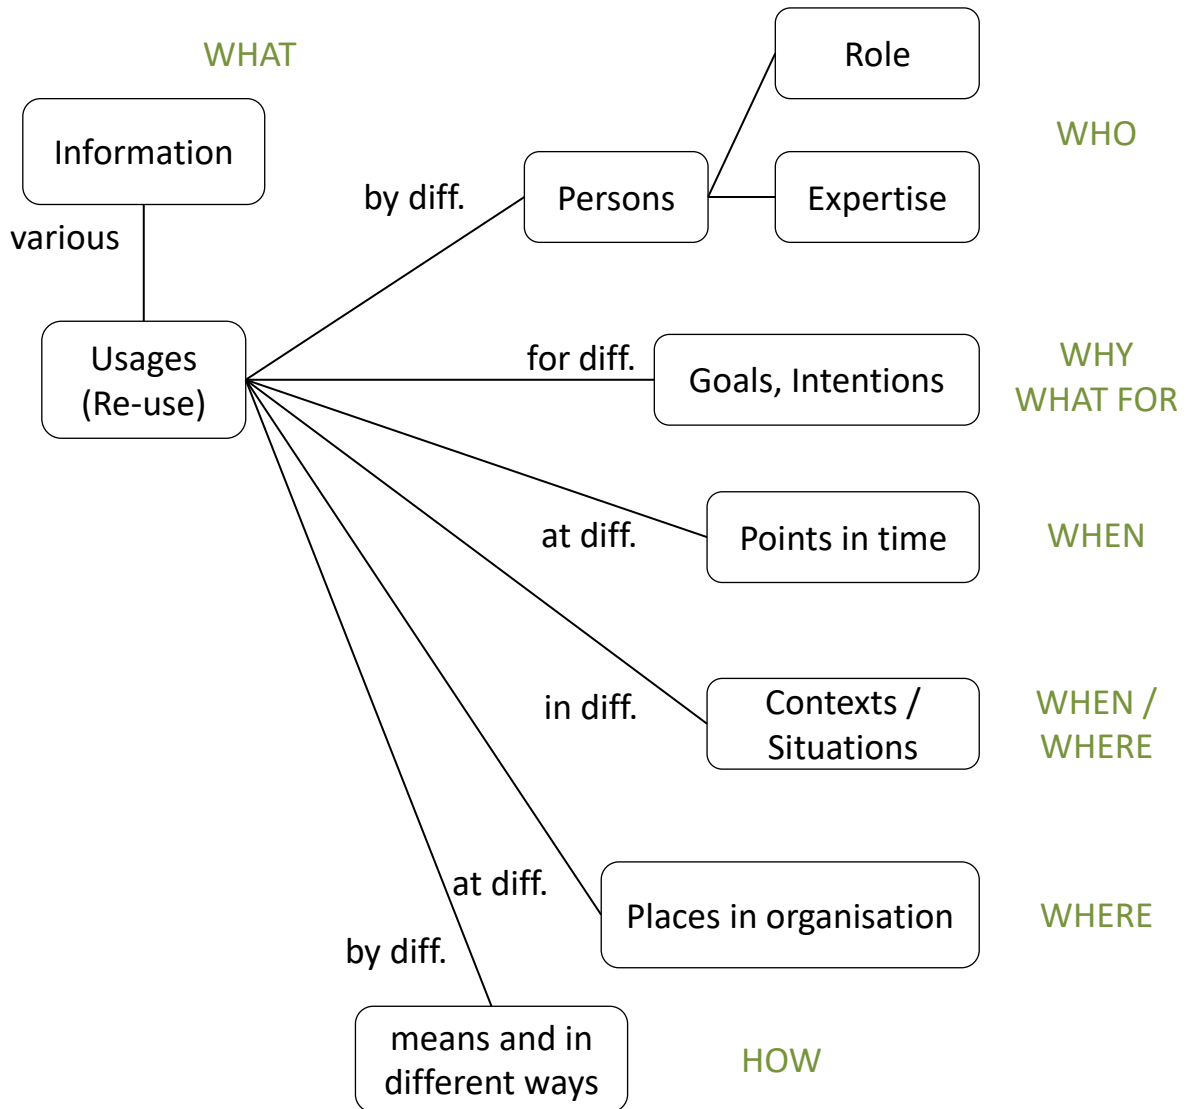 WHAT
Information
various
Usages
(Re-use)
by diff.
Persons
Role
Expertise
WHO
for diff.
Goals, Intentions
WHY
WHAT FOR
at diff.
Points in time
WHEN
in diff.
Contexts /
Situations
WHEN /
WHERE
at diff.
Places in organisation
WHERE
by diff.
means and in
different ways
HOW